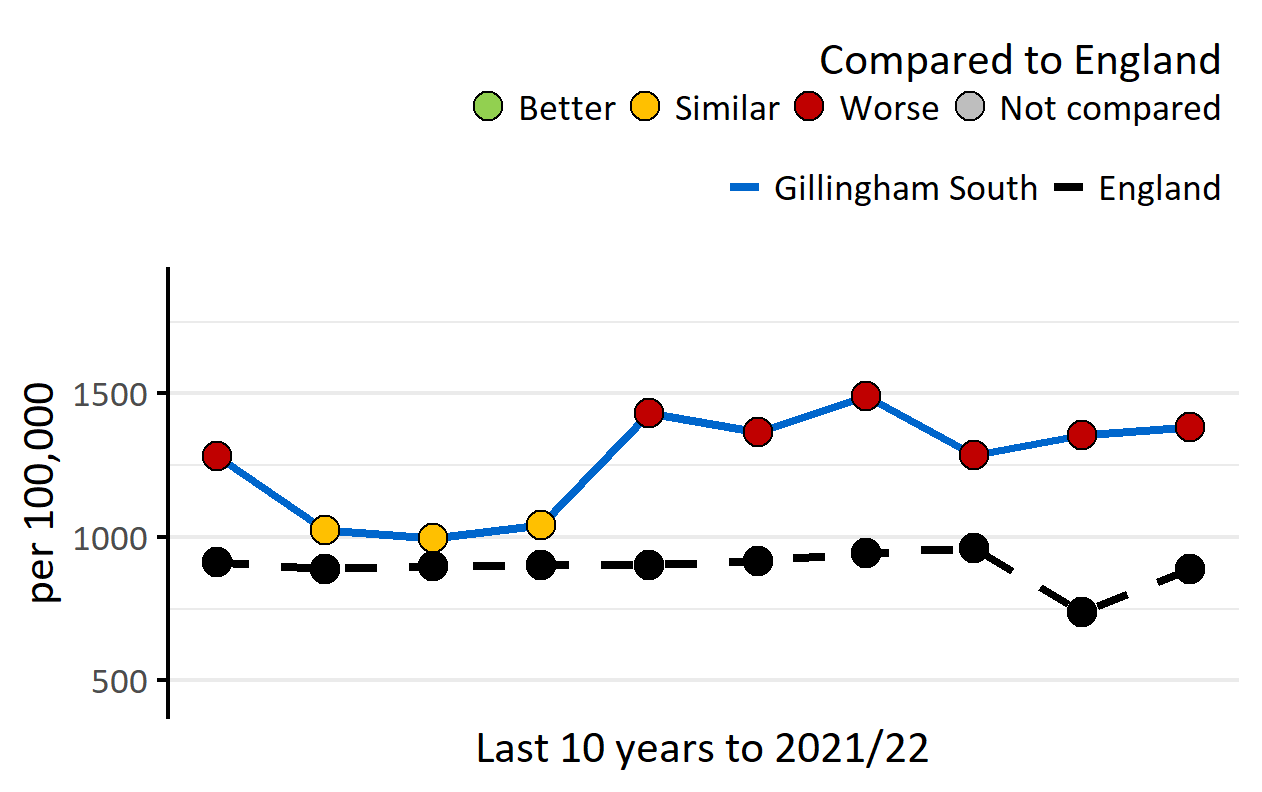 Compared to England
Better Similar Worse Not compared
Gillingham South England
per 100,000
1500
1000
500
Last 10 years to 2021/22